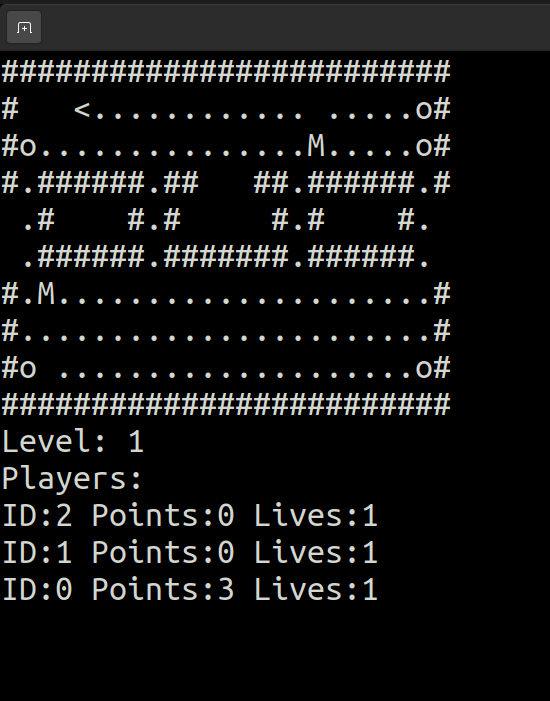 #########################
#   <............ .....o#
#o...............M.....o#
#.######.##   ##.######.#
 .#    #.#     #.#    #.
 .######.#######.######.
#.M.....................#
#.......................#
#o ....................o#
#########################
Level: 1
Players:
ID:2 Points:0 Lives:1
ID:1 Points:0 Lives:1
ID:0 Points:3 Lives:1